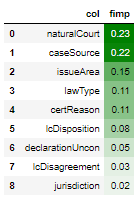 col fimp
0 naturalCourt 0.23
1 caseSource 0.22
2 issueArea 0.15
3 lawType 0.11
4 certReason 0.11
5 lcDisposition 0.08
6 declarationUncon 0.05
7 lcDisagreement 0.03
8 jurisdiction 0.02